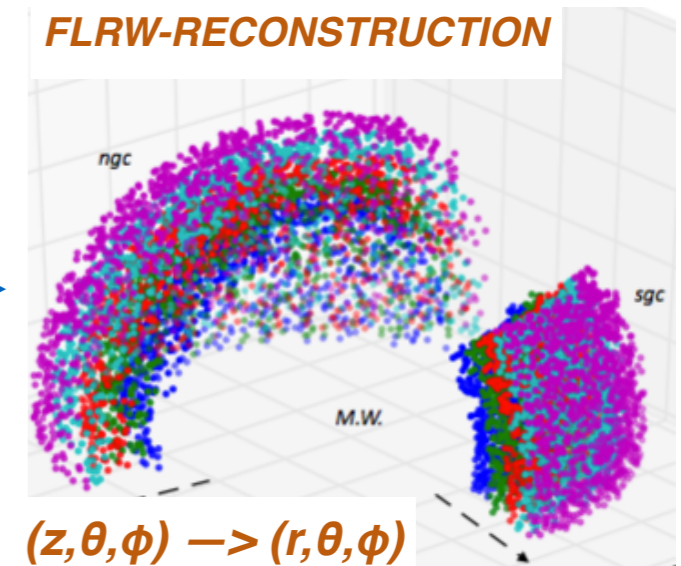 FLRW-RECONSTRUCTION
ngc
sgc
M.W.
(z,θ,ϕ) —> (r,θ,ϕ)